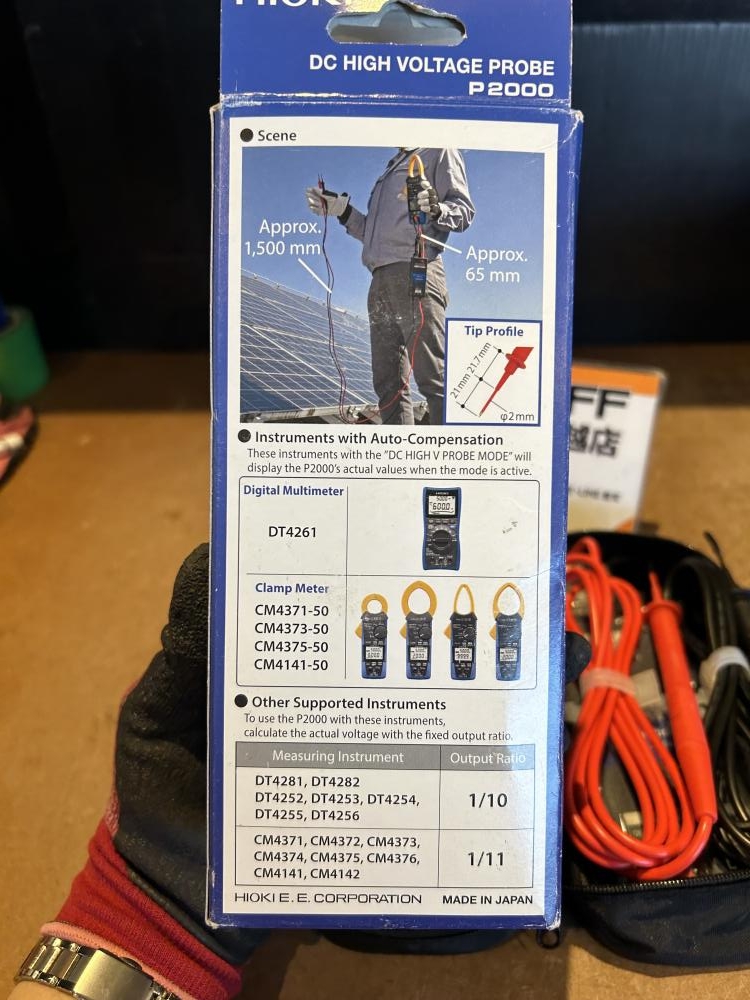 HIOKI
DC HIGH VOLTAGE PROBE
P2000
● Scene
Approx.
1,500 mm
Approx.
65 mm
Tip Profile
21mm 21.7mm
φ2mm
● Instruments with Auto-Compensation
These instruments with the "DC HIGH V PROBE MODE" will
display the P2000's actual values when the mode is active.
Digital Multimeter
DT4261
Clamp Meter
CM4371-50
CM4373-50
CM4375-50
CM4141-50
● Other Supported Instruments
To use the P2000 with these instruments,
calculate the actual voltage with the fixed output ratio.
Measuring Instrument Output Ratio
DT4281, DT4282
DT4252, DT4253, DT4254,
DT4255, DT4256
1/10
CM4371, CM4372, CM4373,
CM4374, CM4375, CM4376,
CM4141, CM4142
1/11
HIOKI E. E. CORPORATION MADE IN JAPAN
FF
店